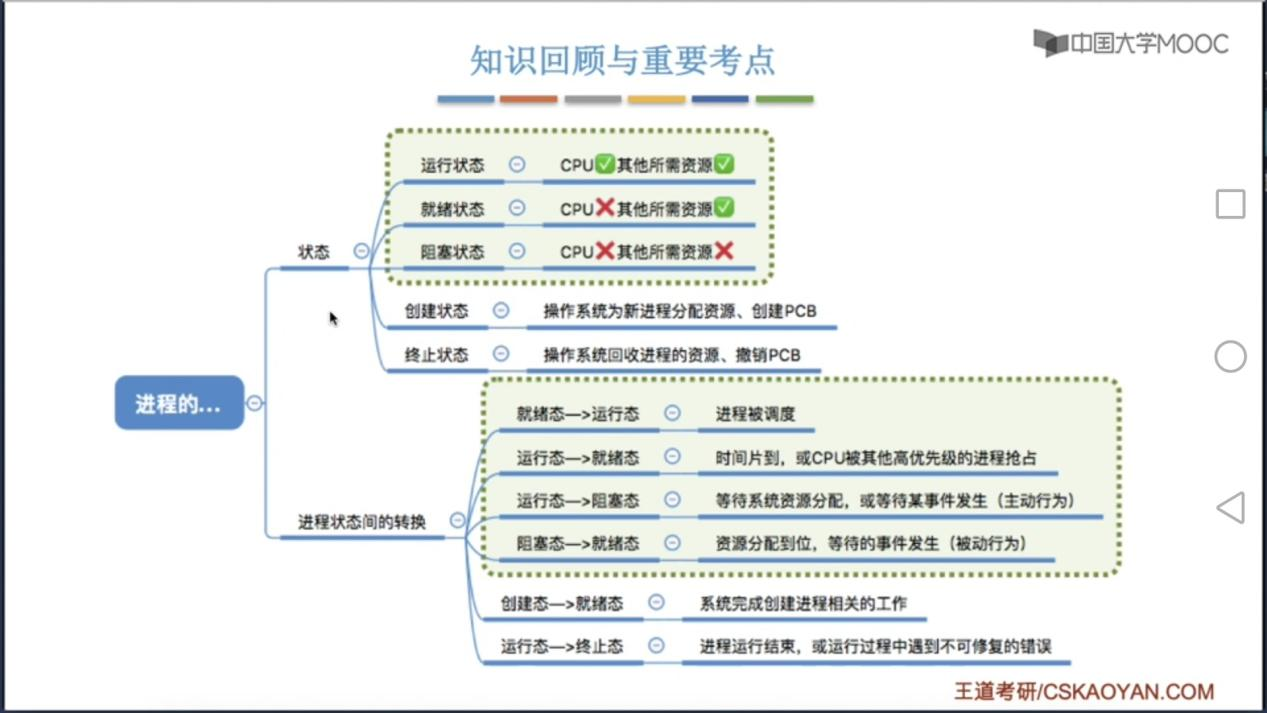 中国大学MOOC
知识回顾与重要考点
运行状态 CPU✅其他所需资源✅
就绪状态 CPU❌其他所需资源✅
状态
阻塞状态 CPU❌其他所需资源❌
创建状态 操作系统为新进程分配资源、创建PCB
终止状态 操作系统回收进程的资源、撤销PCB
进程的...
就绪态—>运行态 进程被调度
运行态—>就绪态 时间片到，或CPU被其他高优先级的进程抢占
运行态—>阻塞态 等待系统资源分配，或等待某事件发生（主动行为）
进程状态间的转换
阻塞态—>就绪态 资源分配到位，等待的事件发生（被动行为）
创建态—>就绪态 系统完成创建进程相关的工作
运行态—>终止态 进程运行结束，或运行过程中遇到不可修复的错误
王道考研/CSKAOYAN.COM